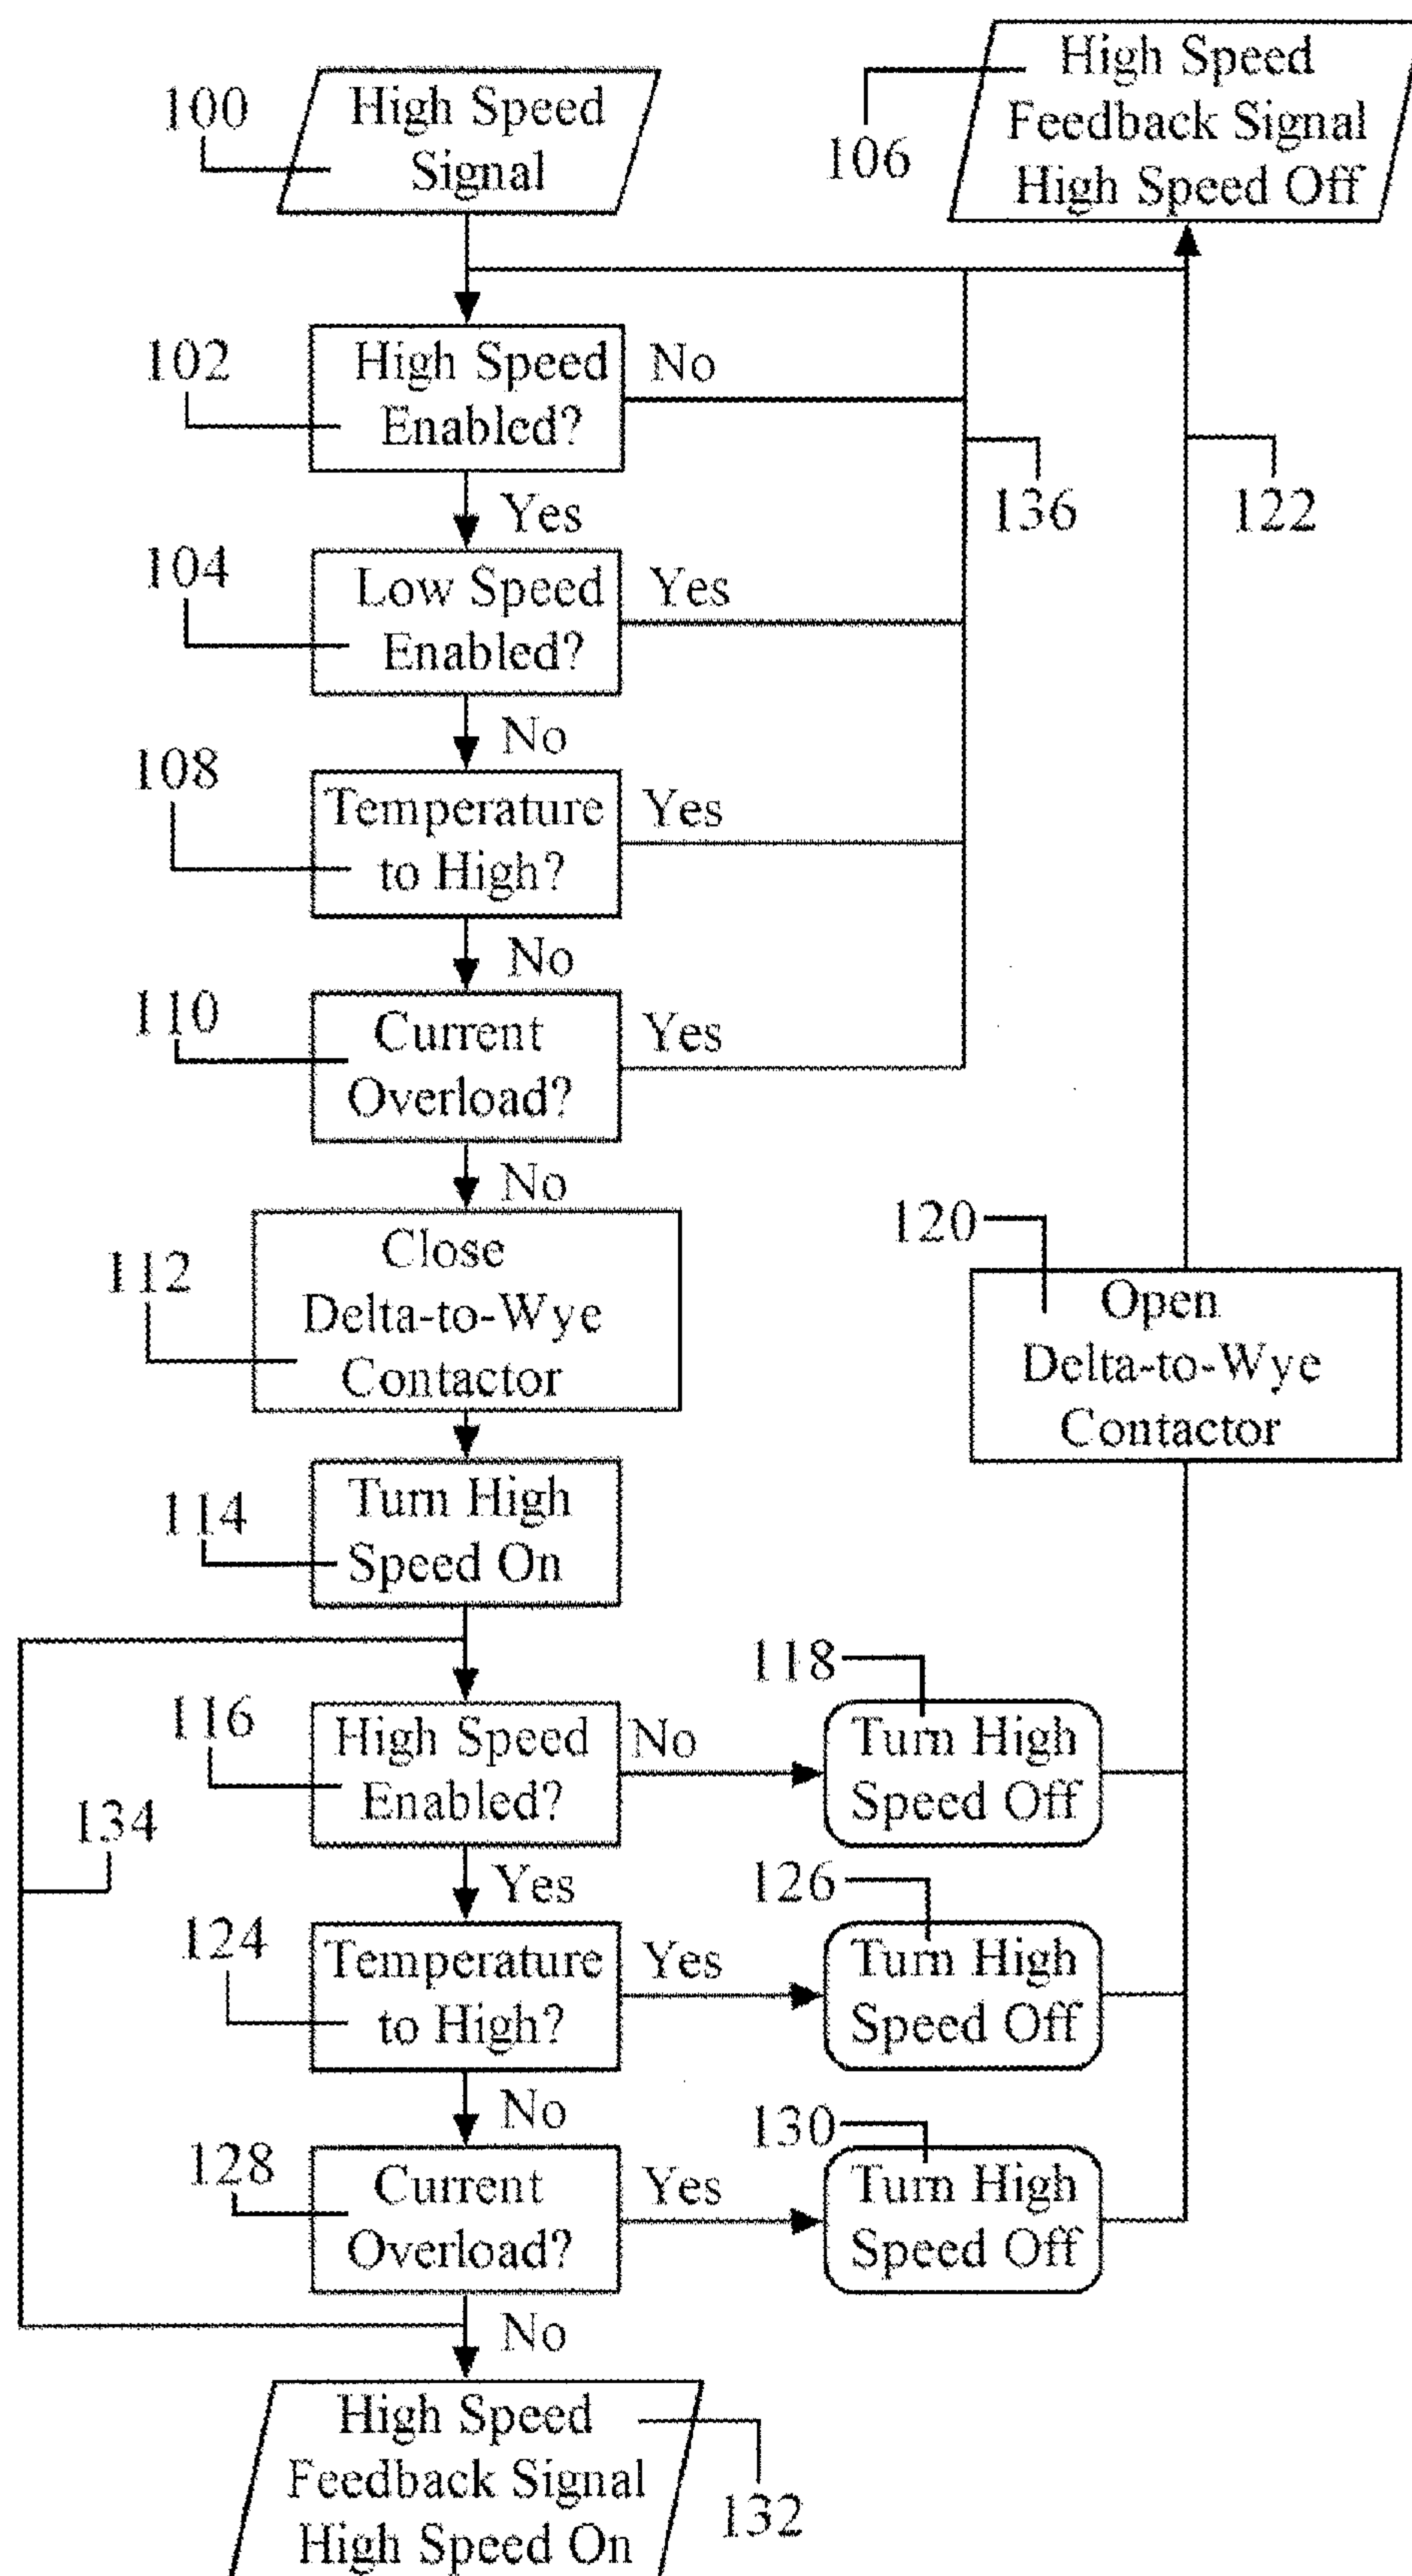 100
High Speed
Signal
High Speed
Feedback Signal
High Speed Off
106
102
High Speed
Enabled?
No
136
122
Yes
104
Low Speed
Enabled?
Yes
No
108
Temperature
to High?
Yes
No
110
Current
Overload?
Yes
No
112
Close
Delta-to-Wye
Contactor
120
Open
Delta-to-Wye
Contactor
114
Turn High
Speed On
116
High Speed
Enabled?
No
118
Turn High
Speed Off
134
Yes
124
Temperature
to High?
Yes
126
Turn High
Speed Off
No
128
Current
Overload?
Yes
130
Turn High
Speed Off
No
High Speed
Feedback Signal
High Speed On
132